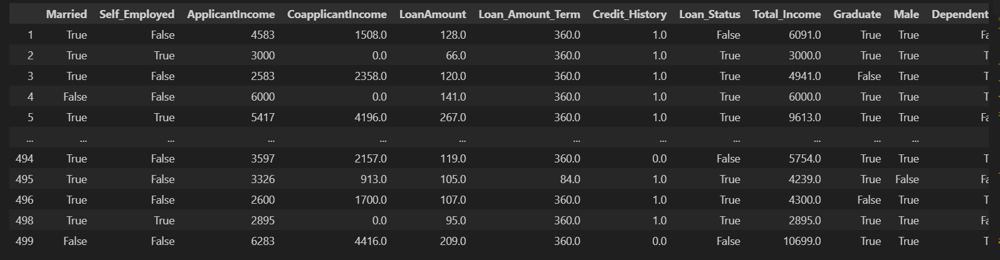 Married Self_Employed ApplicantIncome CoapplicantIncome LoanAmount Loan_Amount_Term Credit_History Loan_Status Total_Income Graduate Male Dependent
1 True False 4583 1508.0 128.0 360.0 1.0 False 6091.0 True True Fa
2 True True 3000 0.0 66.0 360.0 1.0 True 3000.0 True True T
3 True False 2583 2358.0 120.0 360.0 1.0 True 4941.0 False True T
4 False False 6000 0.0 141.0 360.0 1.0 True 6000.0 True True T
5 True True 5417 4196.0 267.0 360.0 1.0 True 9613.0 True True Fa
... ... ... ... ... ... ... ... ... ... ... ...
494 True False 3597 2157.0 119.0 360.0 0.0 False 5754.0 True True T
495 True False 3326 913.0 105.0 84.0 1.0 True 4239.0 True False Fa
496 True False 2600 1700.0 107.0 360.0 1.0 True 4300.0 False True T
498 True True 2895 0.0 95.0 360.0 1.0 True 2895.0 True True Fa
499 False False 6283 4416.0 209.0 360.0 0.0 False 10699.0 True True T